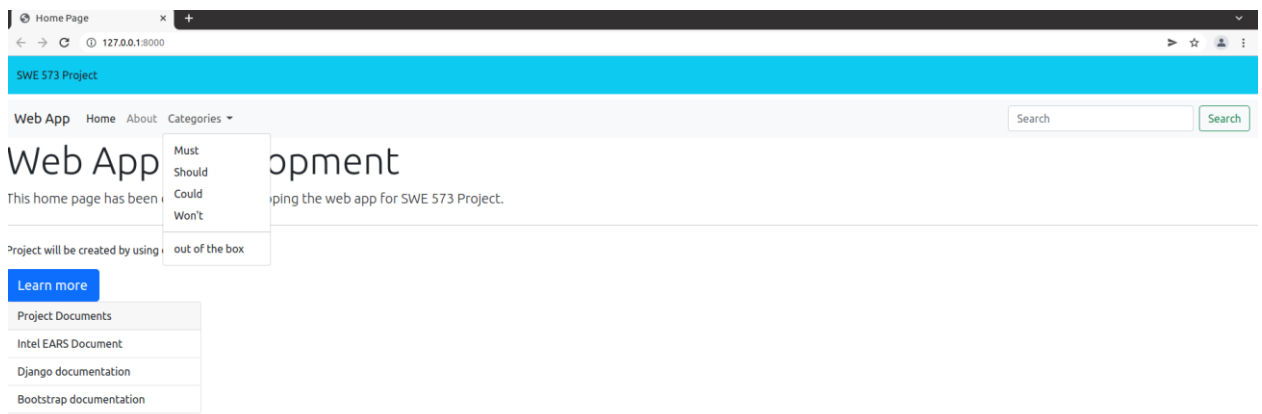 Home Page
127.0.0.1:8000
SWE 573 Project
Web App Home About Categories Search Search
Must
Should
Could
Won't
out of the box
Web App opment
This home page has been ping the web app for SWE 573 Project.
Project will be created by using
Learn more
Project Documents
Intel EARS Document
Django documentation
Bootstrap documentation